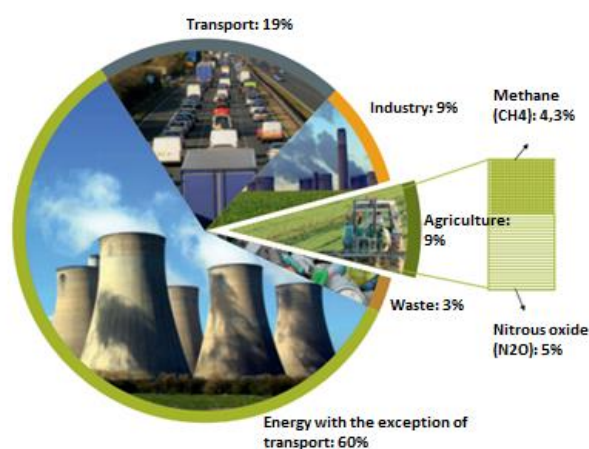 Transport: 19%
Industry: 9%
Methane
(CH4): 4,3%
Agriculture:
9%
Waste: 3%
Nitrous oxide
(N2O): 5%
Energy with the exception of
transport: 60%